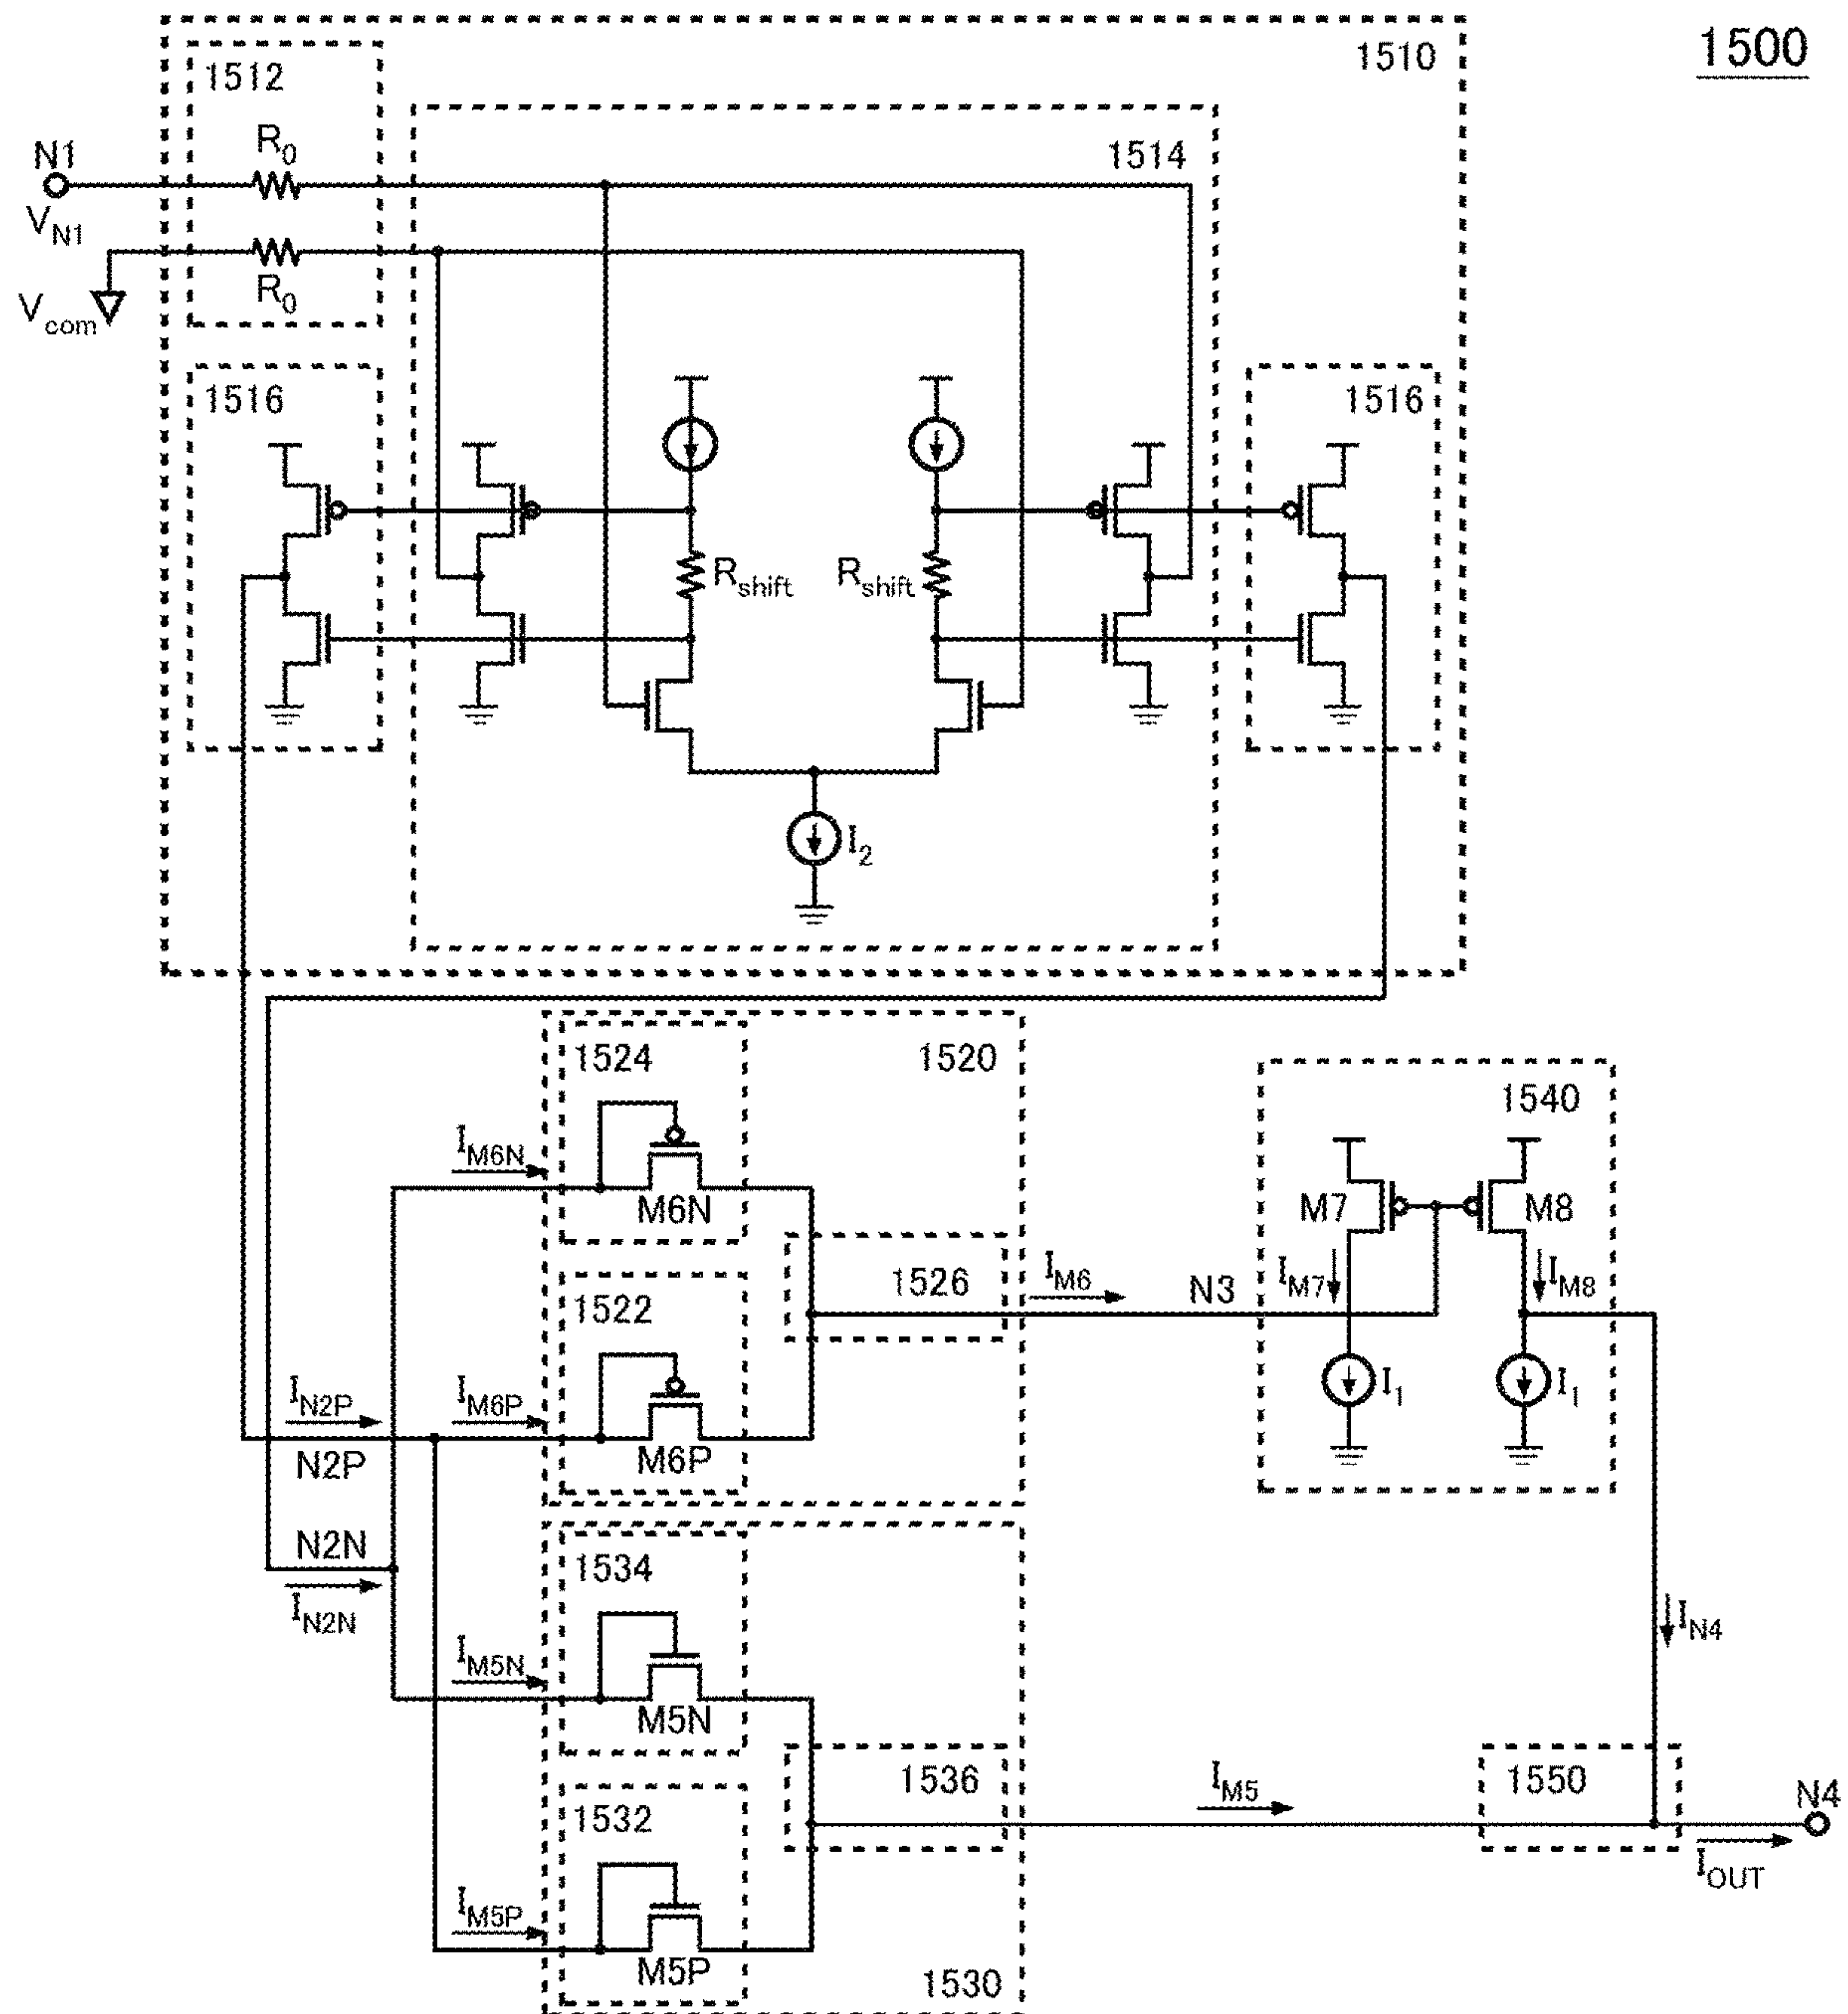 1500
1510
1512
R0
N1
VN1
1514
R0
Vcom
1516
1516
Rshift
Rshift
I2
1524
1520
1540
IM6N
M6N
M7
M8
1526
IM6
N3
IM7
IM8
1522
IN2P
IM6P
I1
I1
N2P
M6P
N2N
1534
IN2N
IM5N
IN4
M5N
1536
IM5
1550
N4
1532
IOUT
IM5P
M5P
1530